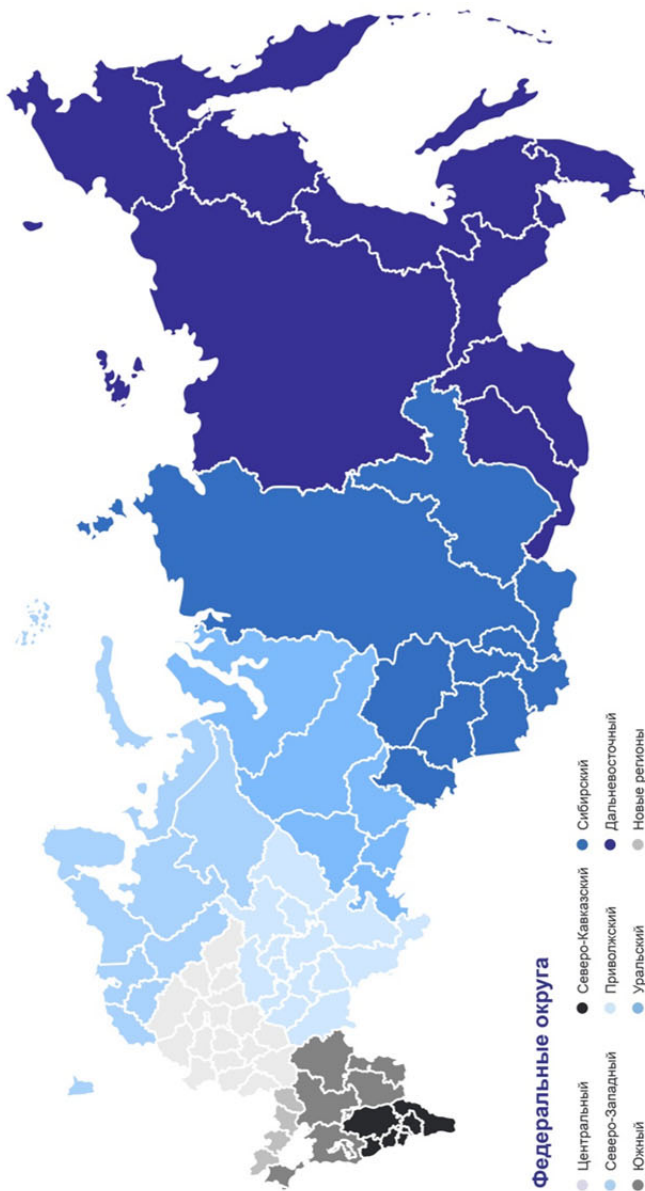 Федеральные округа
Центральный
Северо-Западный
Южный
Северо-Кавказский
Приволжский
Уральский
Сибирский
Дальневосточный
Новые регионы